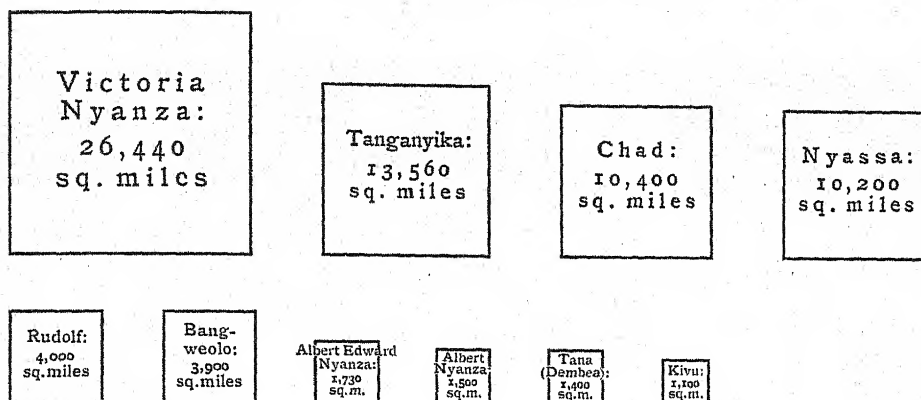 Victoria
Nyanza:
26,440
sq. miles
Tanganyika:
13,560
sq. miles
Chad:
10,400
sq. miles
Nyassa:
10,200
sq. miles
Rudolf:
4,000
sq.miles
Bang-
weolo:
3,900
sq.miles
Albert Edward
Nyanza:
1,730
sq.m.
Albert
Nyanza:
1,500
sq.m.
Tana
(Dembea):
1,400
sq.m.
Kivu:
1,100
sq.m.